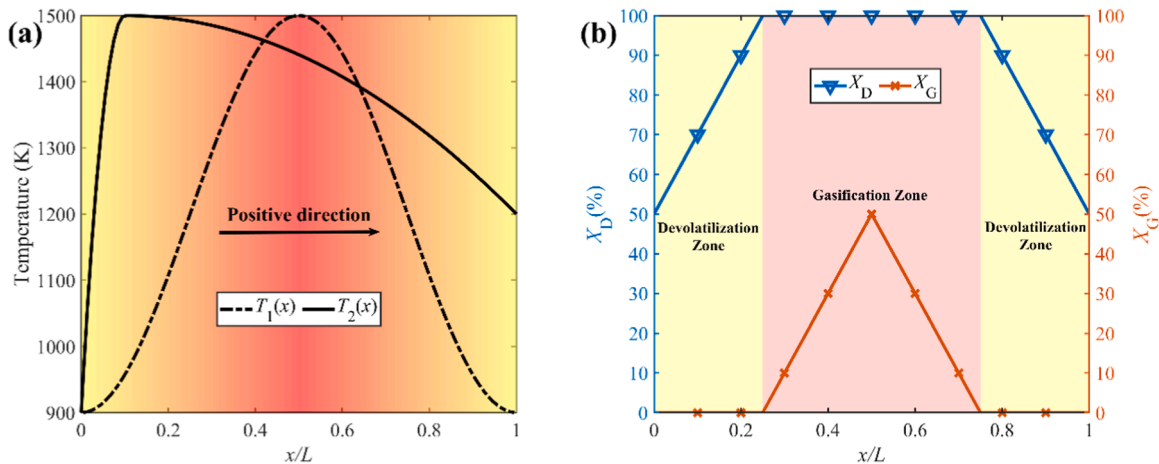 (a)
1500
1400
1300
1200
1100
1000
900
Temperature (K)
Positive direction
T1(x) T2(x)
0 0.2 0.4 0.6 0.8 1
x/L
(b)
100
90
80
70
60
50
40
30
20
10
0
XD(%)
XD XG
Gasification Zone
Devolatilization
Zone
Devolatilization
Zone
100
90
80
70
60
50
40
30
20
10
0
XG(%)
0 0.2 0.4 0.6 0.8 1
x/L